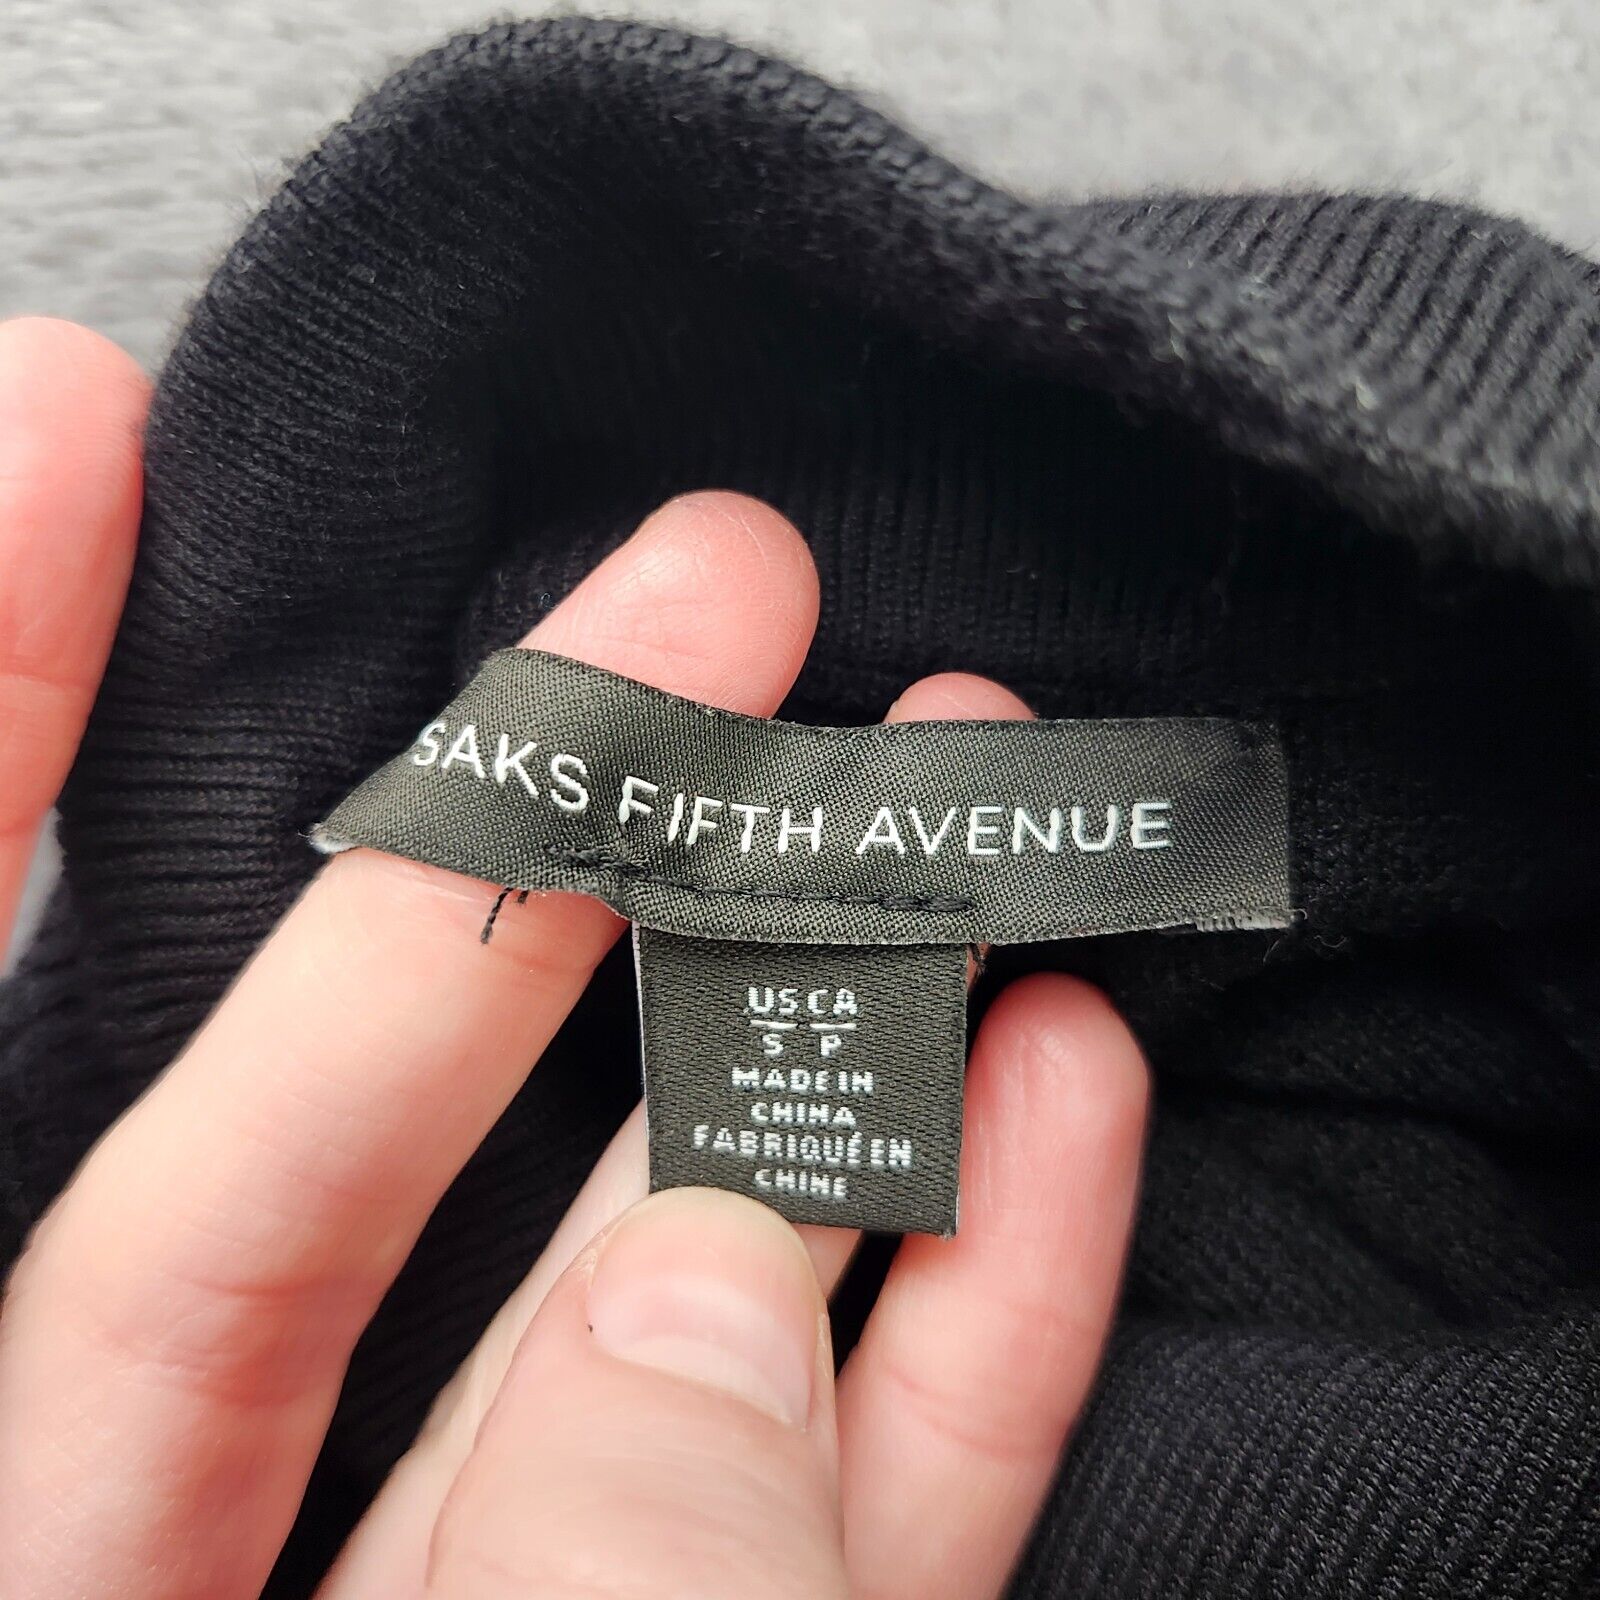 SAKS FIFTH AVENUE
US CA
S P
MADE IN
CHINA
FABRIQUÉ EN
CHINE